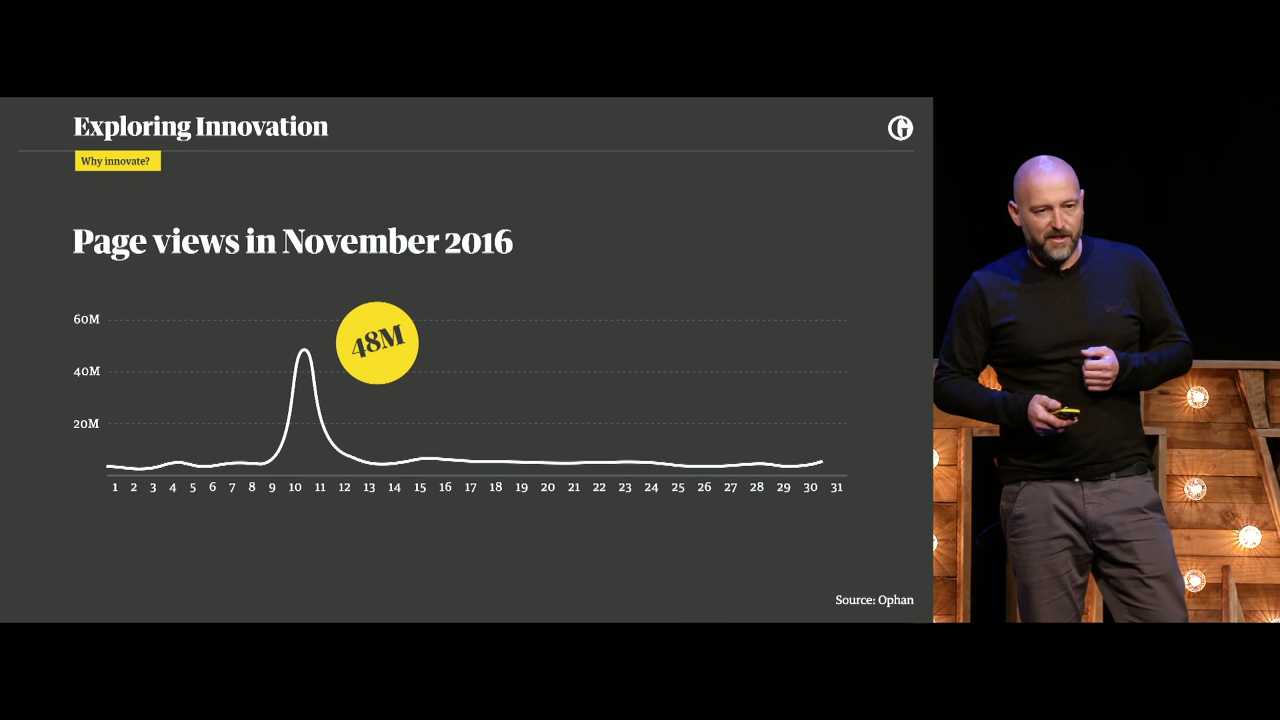 Exploring Innovation
Why innovate?
Page views in November 2016
60M
48M
40M
20M
1 2 3 4 5 6 7 8 9 10 11 12 13 14 15 16 17 18 19 20 21 22 23 24 25 26 27 28 29 30 31
Source: Ophan